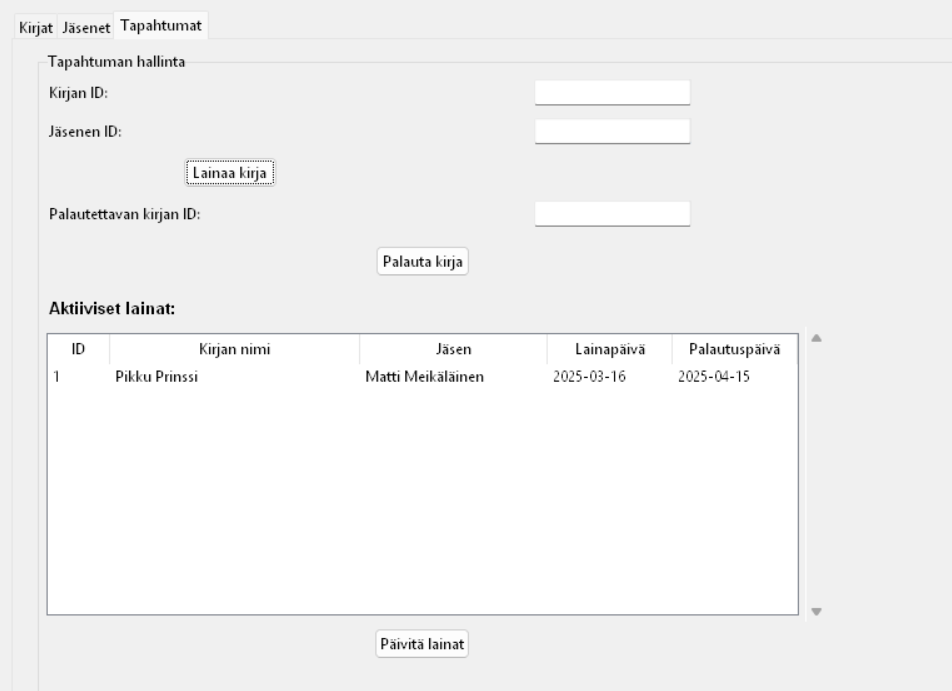 Kirjat Jäsenet Tapahtumat
Tapahtuman hallinta
Kirjan ID:
Jäsenen ID:
Lainaa kirja
Palautettavan kirjan ID:
Palauta kirja
Aktiiviset lainat:
ID Kirjan nimi Jäsen Lainapäivä Palautuspäivä
1 Pikku Prinssi Matti Meikäläinen 2025-03-16 2025-04-15
Päivitä lainat